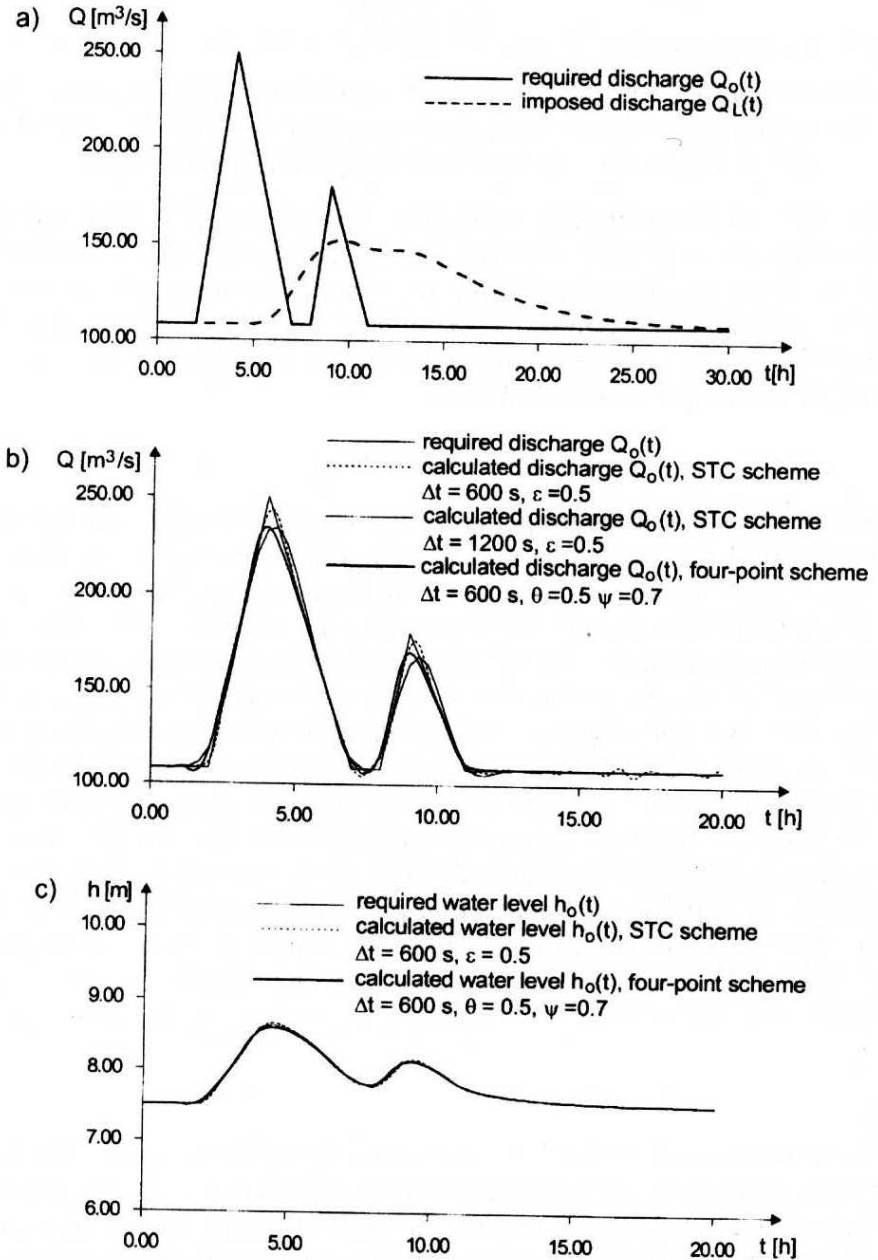 a)
Q [m³/s]
250.00
200.00
150.00
100.00
required discharge Qo(t)
imposed discharge QL(t)
0.00 5.00 10.00 15.00 20.00 25.00 30.00 t[h]
b)
Q [m³/s]
250.00
200.00
150.00
100.00
required discharge Qo(t)
calculated discharge Qo(t), STC scheme
Δt = 600 s, ε =0.5
calculated discharge Qo(t), STC scheme
Δt = 1200 s, ε =0.5
calculated discharge Qo(t), four-point scheme
Δt = 600 s, θ =0.5 ψ =0.7
0.00 5.00 10.00 15.00 20.00 t [h]
c)
h [m]
10.00
9.00
8.00
7.00
6.00
required water level ho(t)
calculated water level ho(t), STC scheme
Δt = 600 s, ε = 0.5
calculated water level ho(t), four-point scheme
Δt = 600 s, θ = 0.5, ψ =0.7
0.00 5.00 10.00 15.00 20.00 t [h]